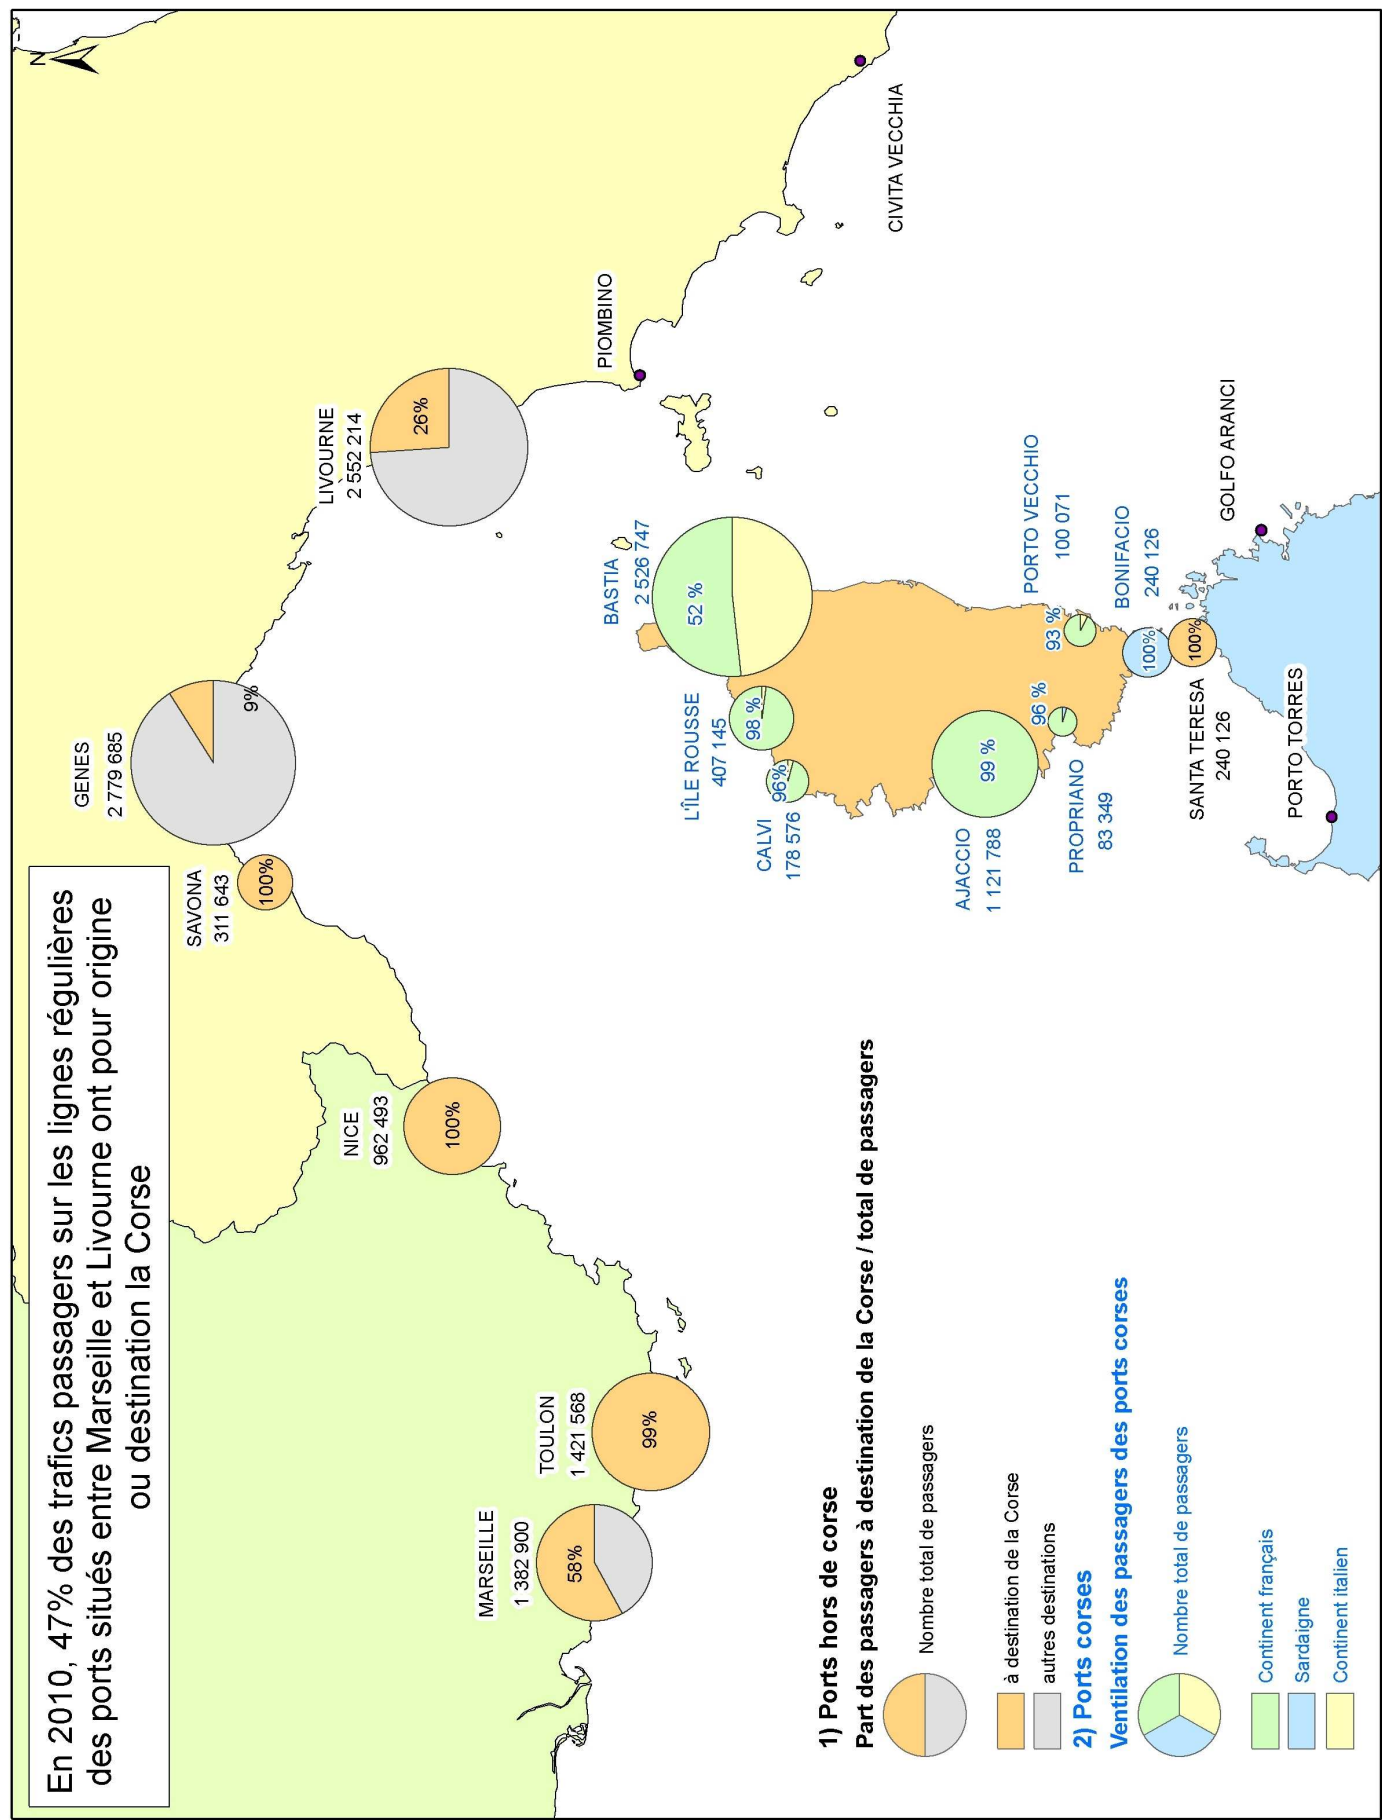 En 2010, 47% des trafics passagers sur les lignes régulières
des ports situés entre Marseille et Livourne ont pour origine
ou destination la Corse
N
GENES
2 779 685
9%
SAVONA
311 643
100%
LIVOURNE
2 552 214
26%
NICE
962 493
100%
PIOMBINO
TOULON
1 421 568
99%
MARSEILLE
1 382 900
58%
CIVITA VECCHIA
BASTIA
2 526 747
52 %
L'ÎLE ROUSSE
407 145
98 %
CALVI
178 576
96%
AJACCIO
1 121 788
99 %
PORTO VECCHIO
100 071
93 %
PROPRIANO
83 349
96 %
BONIFACIO
240 126
100%
SANTA TERESA
240 126
100%
GOLFO ARANCI
PORTO TORRES
1) Ports hors de corse
Part des passagers à destination de la Corse / total de passagers
Nombre total de passagers
à destination de la Corse
autres destinations
2) Ports corses
Ventilation des passagers des ports corses
Nombre total de passagers
Continent français
Sardaigne
Continent italien